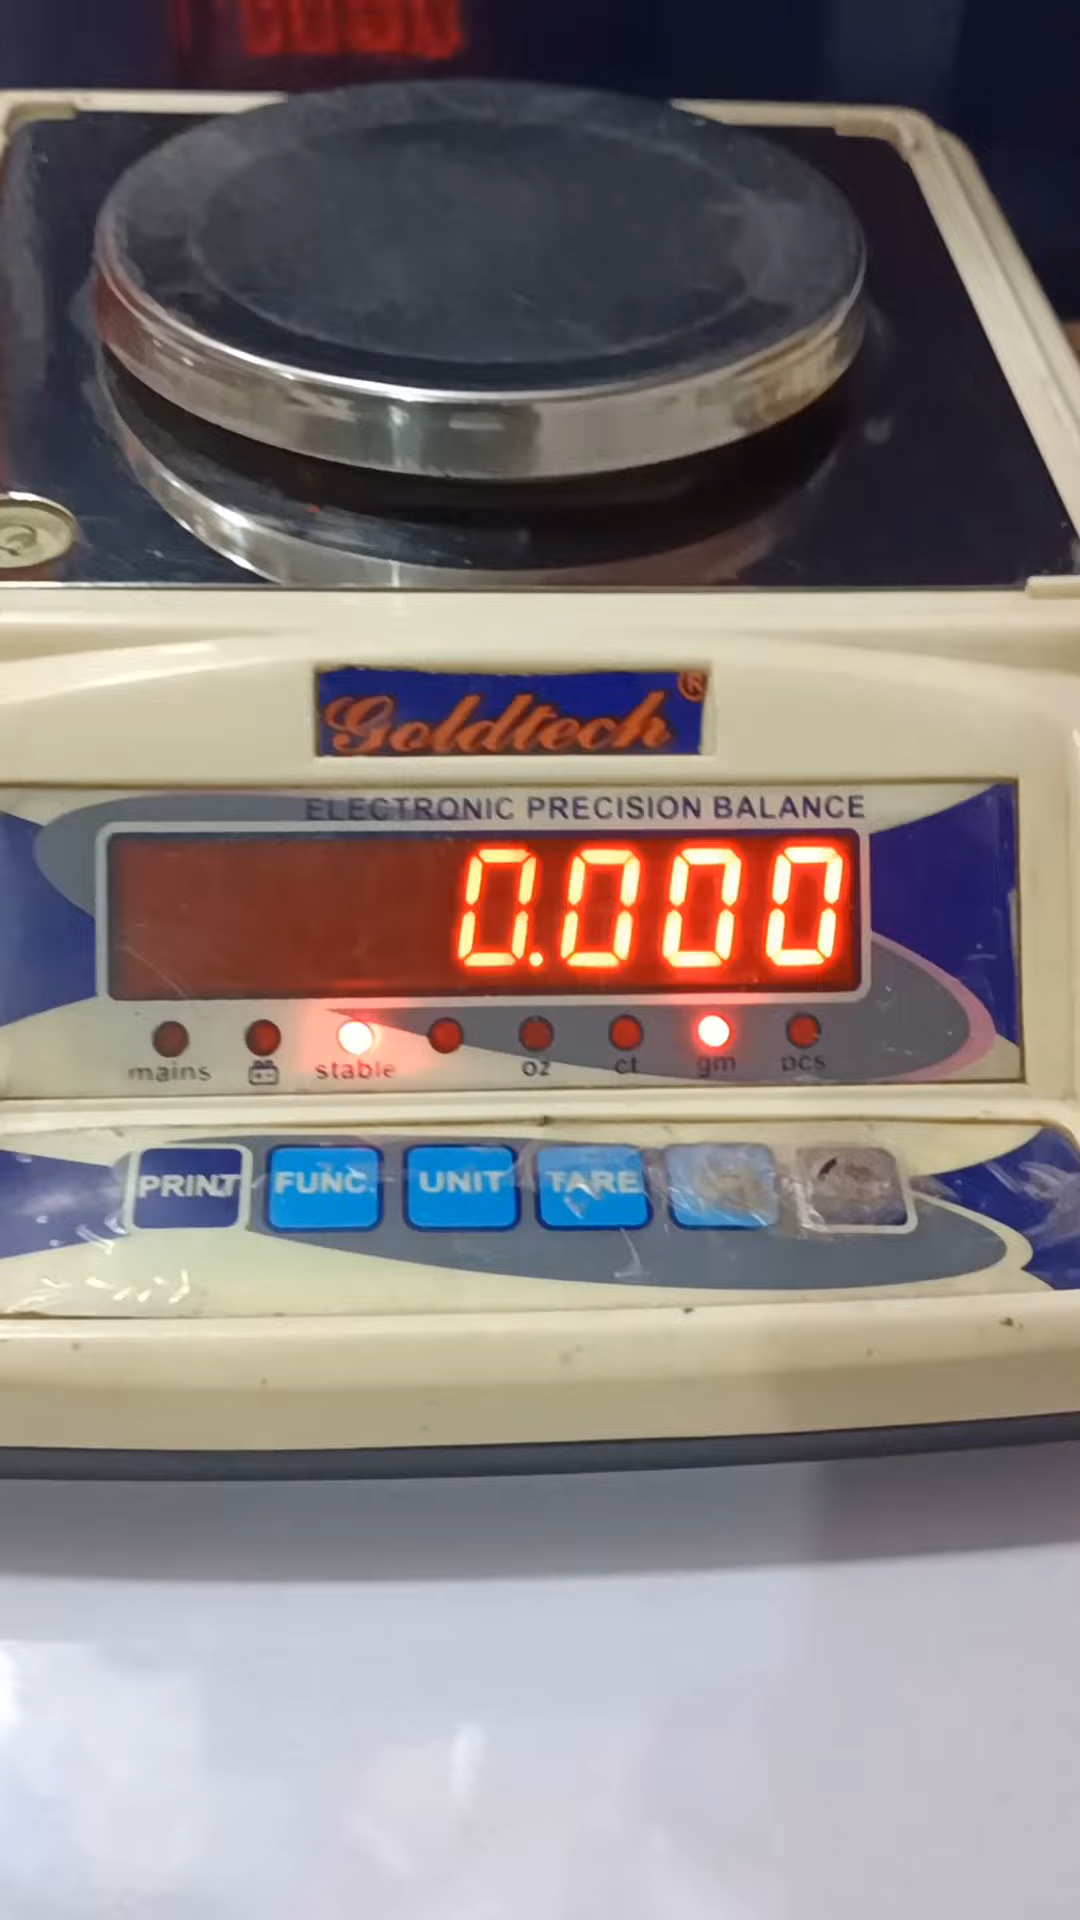 Goldtech®
ELECTRONIC PRECISION BALANCE
0.000
mains stable oz ct gm pcs
PRINT FUNC. UNIT TARE